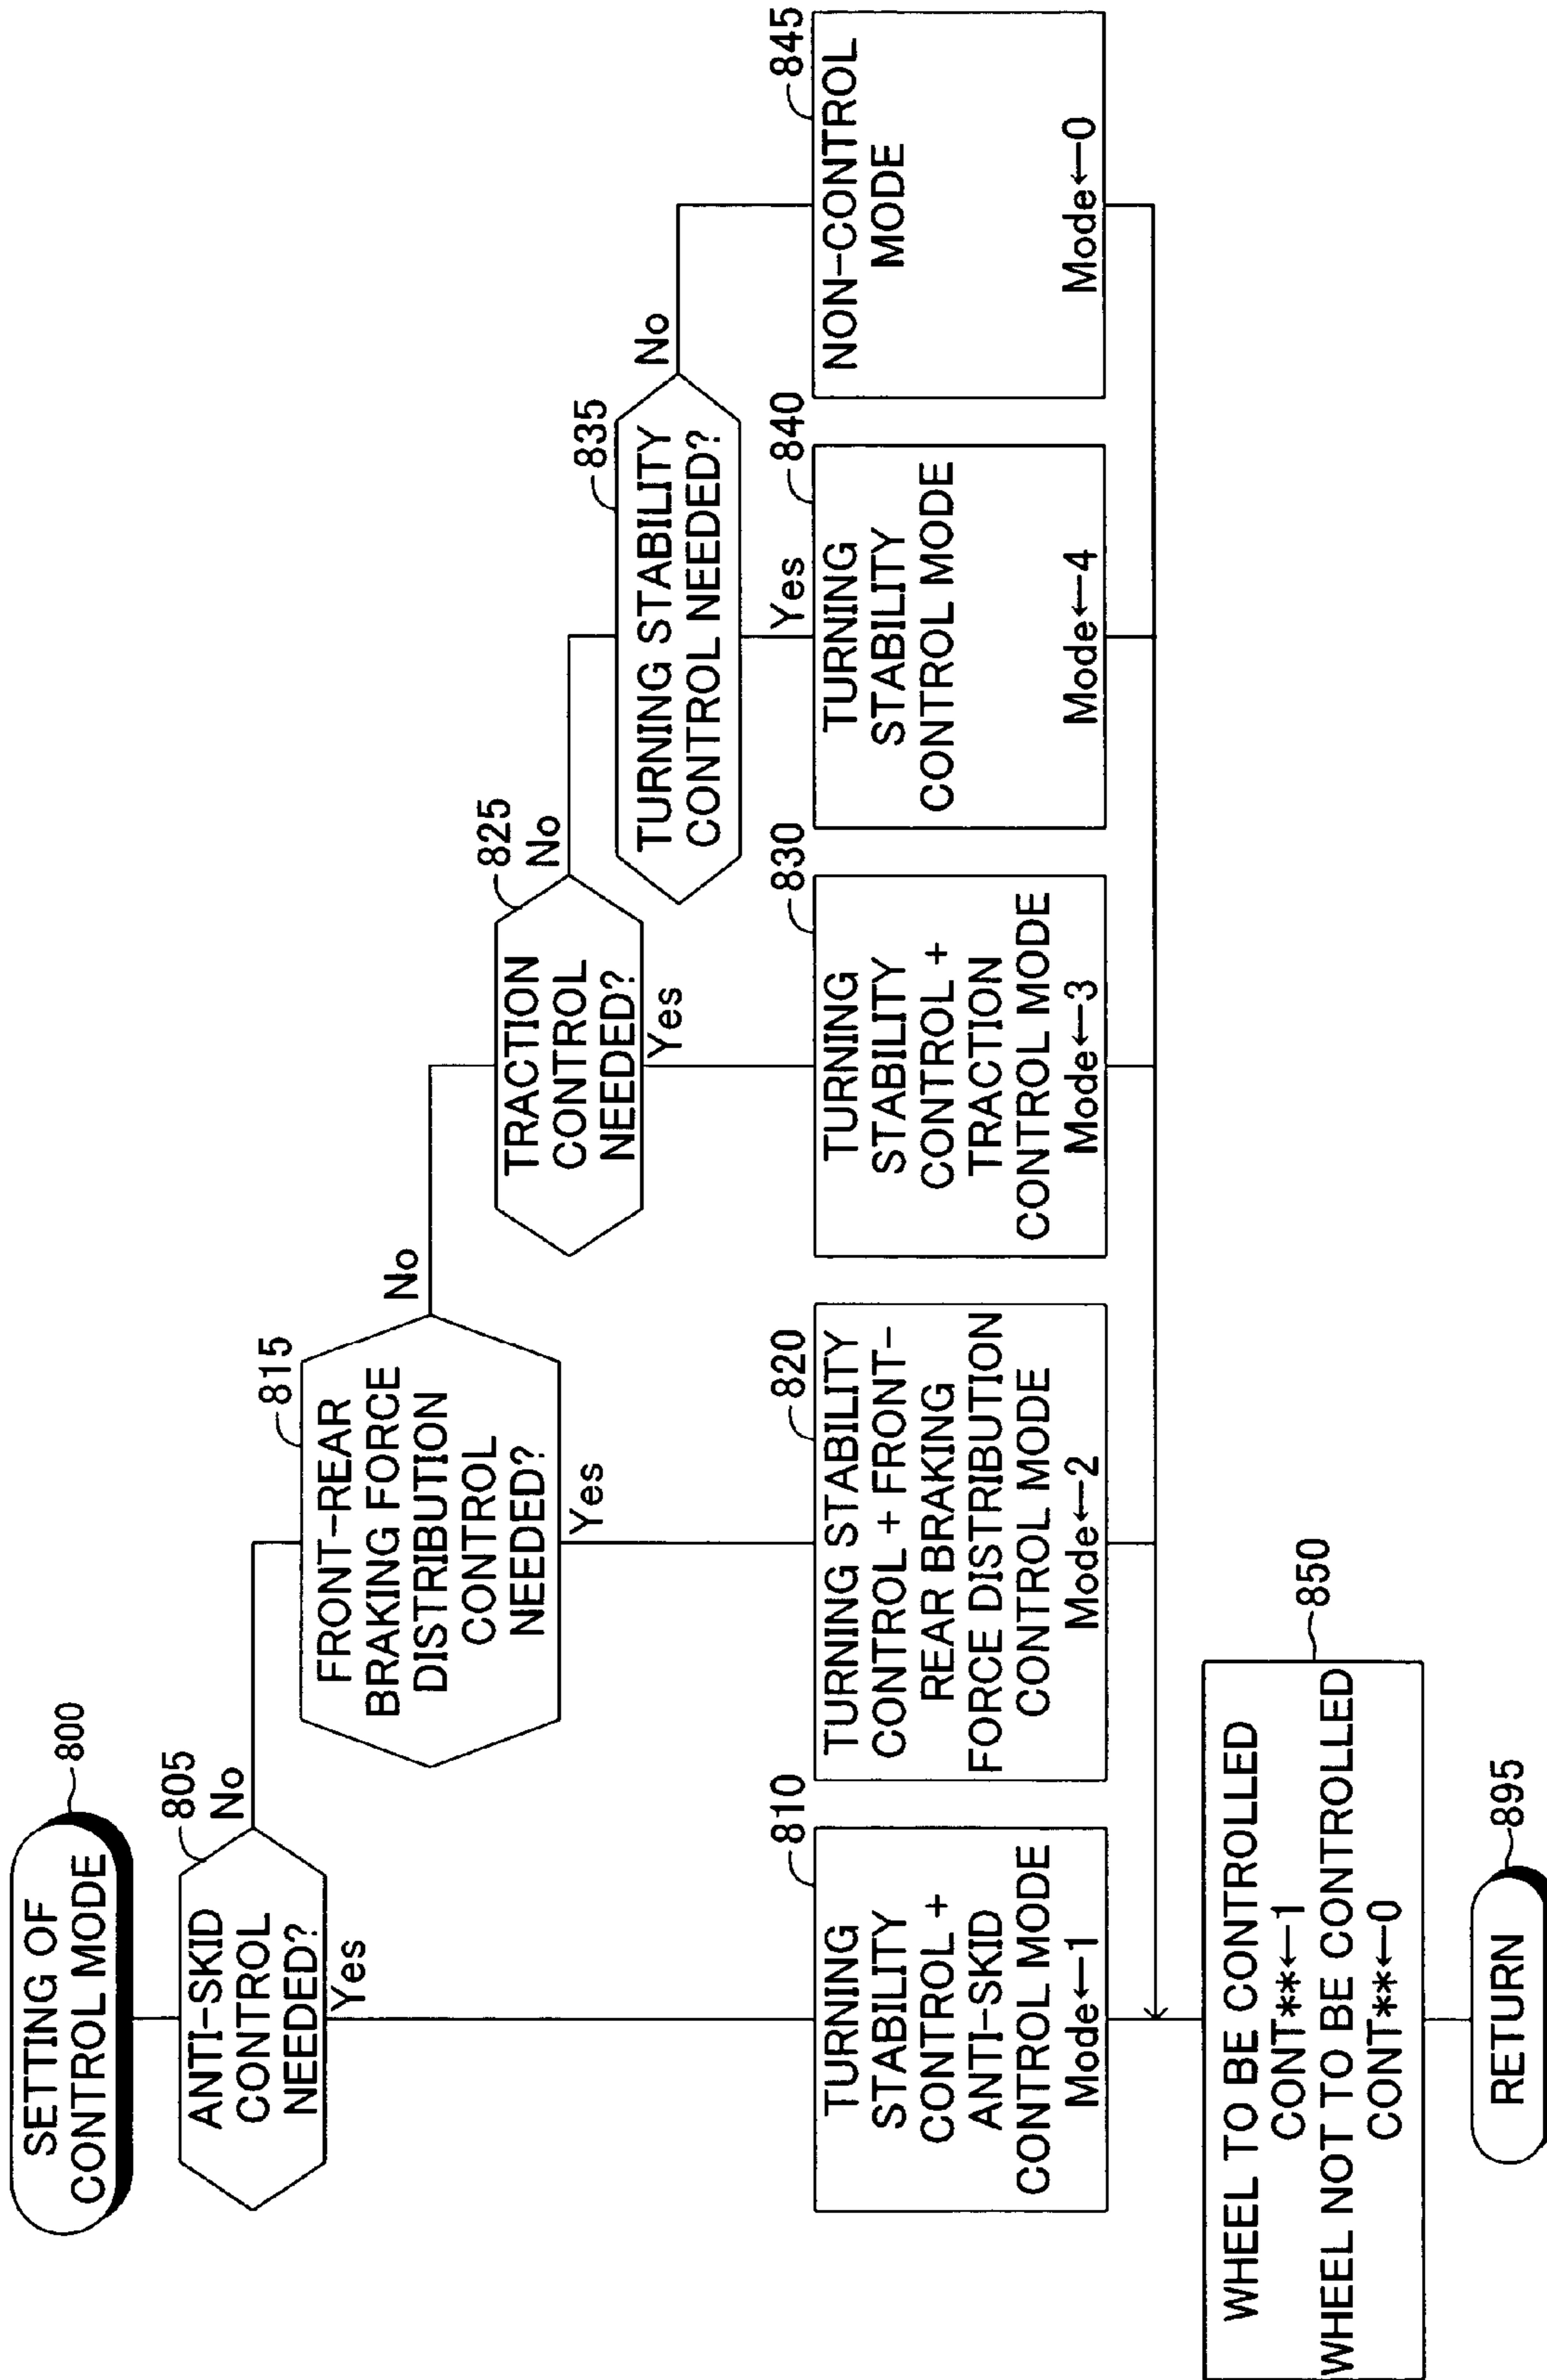 SETTING OF
CONTROL MODE
800
805
ANTI-SKID
CONTROL
NEEDED?
No
Yes
815
FRONT-REAR
BRAKING FORCE
DISTRIBUTION
CONTROL
NEEDED?
No
Yes
825
TRACTION
CONTROL
NEEDED?
No
Yes
835
TURNING STABILITY
CONTROL NEEDED?
No
Yes
810
TURNING
STABILITY
CONTROL +
ANTI-SKID
CONTROL MODE
Mode←1
820
TURNING STABILITY
CONTROL + FRONT-
REAR BRAKING
FORCE DISTRIBUTION
CONTROL MODE
Mode←2
830
TURNING
STABILITY
CONTROL +
TRACTION
CONTROL MODE
Mode←3
840
TURNING
STABILITY
CONTROL MODE
Mode←4
845
NON-CONTROL
MODE
Mode←0
850
WHEEL TO BE CONTROLLED
CONT**←1
WHEEL NOT TO BE CONTROLLED
CONT**←0
RETURN
895